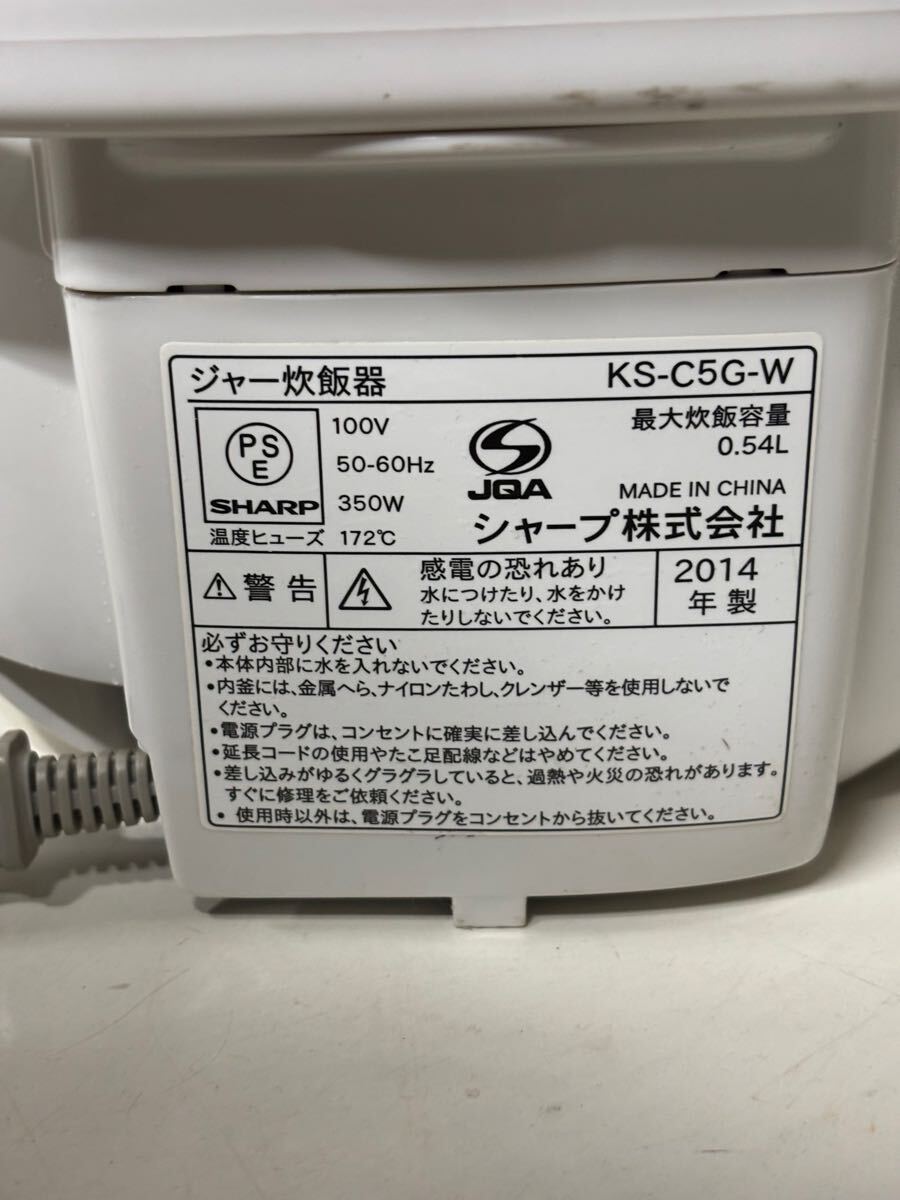 ジャー炊飯器 KS-C5G-W
PS
E
SHARP
100V
50-60Hz
350W
温度ヒューズ 172℃
JQA
最大炊飯容量
0.54L
MADE IN CHINA
シャープ株式会社
警告
感電の恐れあり
水につけたり、水をかけ
たりしないでください。
2014
年製
必ずお守りください
•本体内部に水を入れないでください。
•内釜には、金属へら、ナイロンたわし、クレンザー等を使用しないで
ください。
•電源プラグは、コンセントに確実に差し込んでください。
•延長コードの使用やたこ足配線などはやめてください。
•差し込みがゆるくグラグラしていると、過熱や火災の恐れがあります。
すぐに修理をご依頼ください。
• 使用時以外は、電源プラグをコンセントから抜いてください。